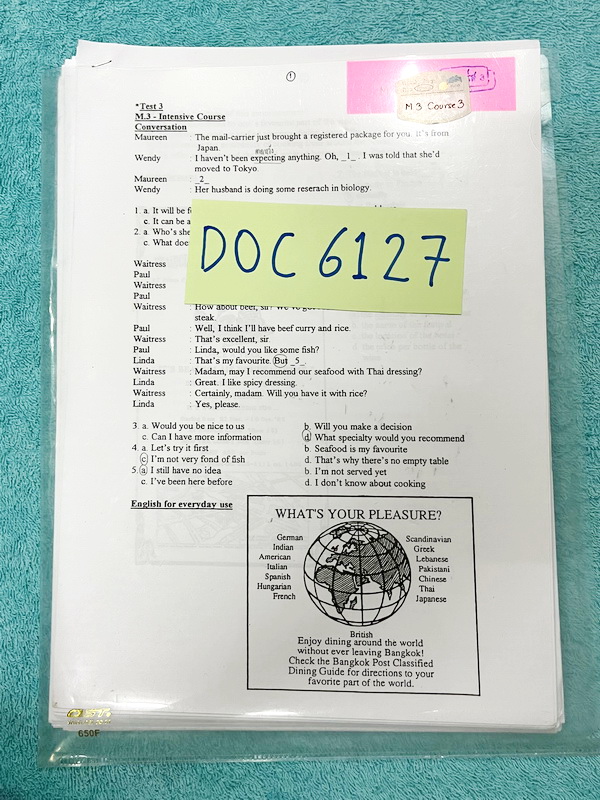 1
*Test 3
M.3 - Intensive Course
M 3 Course 3
Conversation
Maureen : The mail-carrier just brought a registered package for you. It's from
Japan.
Wendy : I haven't been expecting anything. Oh, _1_ . I was told that she'd
moved to Tokyo.
Maureen : _2_
Wendy : Her husband is doing some reserach in biology.
1. a. It will be f
c. It can be a
2. a. Who's she
c. What doe
DOC 6127
Waitress
Paul
Waitress
Paul
Waitress : How about beef, sir? We've got
steak.
Paul : Well, I think I'll have beef curry and rice.
Waitress : That's excellent, sir.
Paul : Linda, would you like some fish?
Linda : That's my favourite. But _5_.
Waitress : Madam, may I recommend our seafood with Thai dressing?
Linda : Great. I like spicy dressing.
Waitress : Certainly, madam. Will you have it with rice?
Linda : Yes, please.
3. a. Would you be nice to us b. Will you make a decision
c. Can I have more information d. What specialty would you recommend
4. a. Let's try it first b. Seafood is my favourite
c. I'm not very fond of fish d. That's why there's no empty table
5. a. I still have no idea b. I'm not served yet
c. I've been here before d. I don't know about cooking
English for everyday use
WHAT'S YOUR PLEASURE?
German
Indian
American
Italian
Spanish
Hungarian
French
Scandinavian
Greek
Lebanese
Pakistani
Chinese
Thai
Japanese
British
Enjoy dining around the world
without ever leaving Bangkok!
Check the Bangkok Post Classified
Dining Guide for directions to your
favorite part of the world.
650F